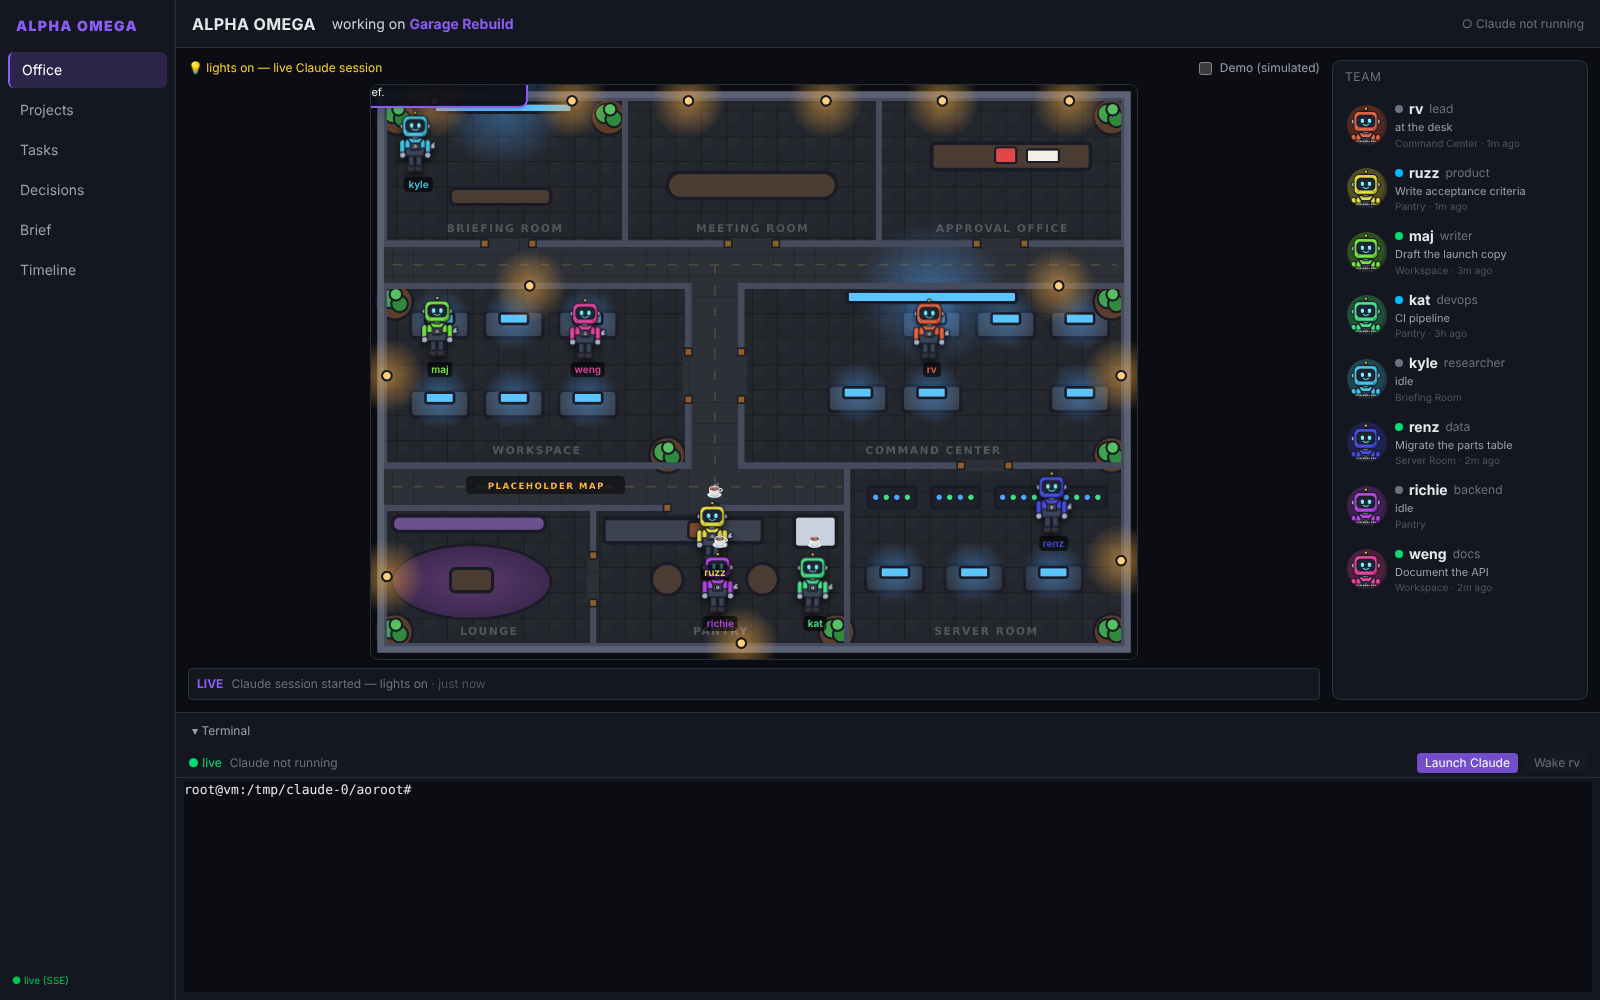 ALPHA OMEGA
Office
Projects
Tasks
Decisions
Brief
Timeline
live (SSE)
ALPHA OMEGA working on Garage Rebuild
Claude not running
lights on — live Claude session
Demo (simulated)
ef.
kyle
BRIEFING ROOM
MEETING ROOM
APPROVAL OFFICE
maj
weng
rv
WORKSPACE
COMMAND CENTER
PLACEHOLDER MAP
renz
ruzz
richie
kat
LOUNGE
PANTRY
SERVER ROOM
LIVE Claude session started — lights on · just now
TEAM
rv lead
at the desk
Command Center · 1m ago
ruzz product
Write acceptance criteria
Pantry · 1m ago
maj writer
Draft the launch copy
Workspace · 3m ago
kat devops
CI pipeline
Pantry · 3h ago
kyle researcher
idle
Briefing Room
renz data
Migrate the parts table
Server Room · 2m ago
richie backend
idle
Pantry
weng docs
Document the API
Workspace · 2m ago
▾ Terminal
live Claude not running
Launch Claude
Wake rv
root@vm:/tmp/claude-0/aoroot#